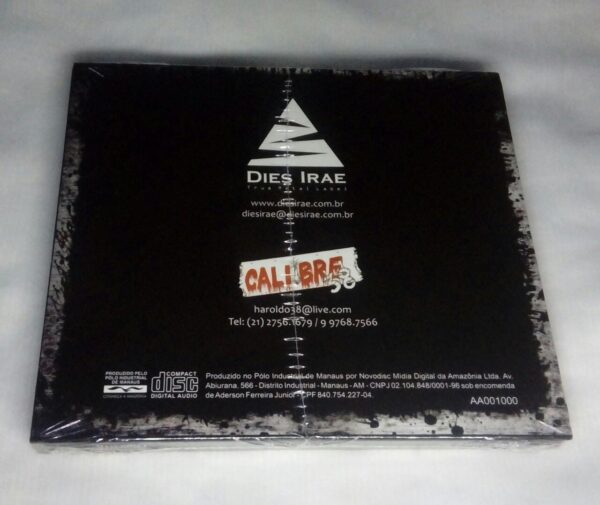 DIES IRAE
True Metal Label
www.diesirae.com.br
diesirae@diesirae.com.br
CALIBRE
38
haroldo38@live.com
Tel: (21) 2756.1679 / 9 9768.7566
PRODUZIDO PELO
PÓLO INDUSTRIAL
DE MANAUS
CONHEÇA A AMAZÔNIA
COMPACT
disc
DIGITAL AUDIO
Produzido no Pólo Industrial de Manaus por Novodisc Mídia Digital da Amazônia Ltda. Av.
Abiurana, 566 - Distrito Industrial - Manaus - AM - CNPJ 02.104.848/0001-96 sob encomenda
de Aderson Ferreira Junior - CPF 840.754.227-04.
AA001000